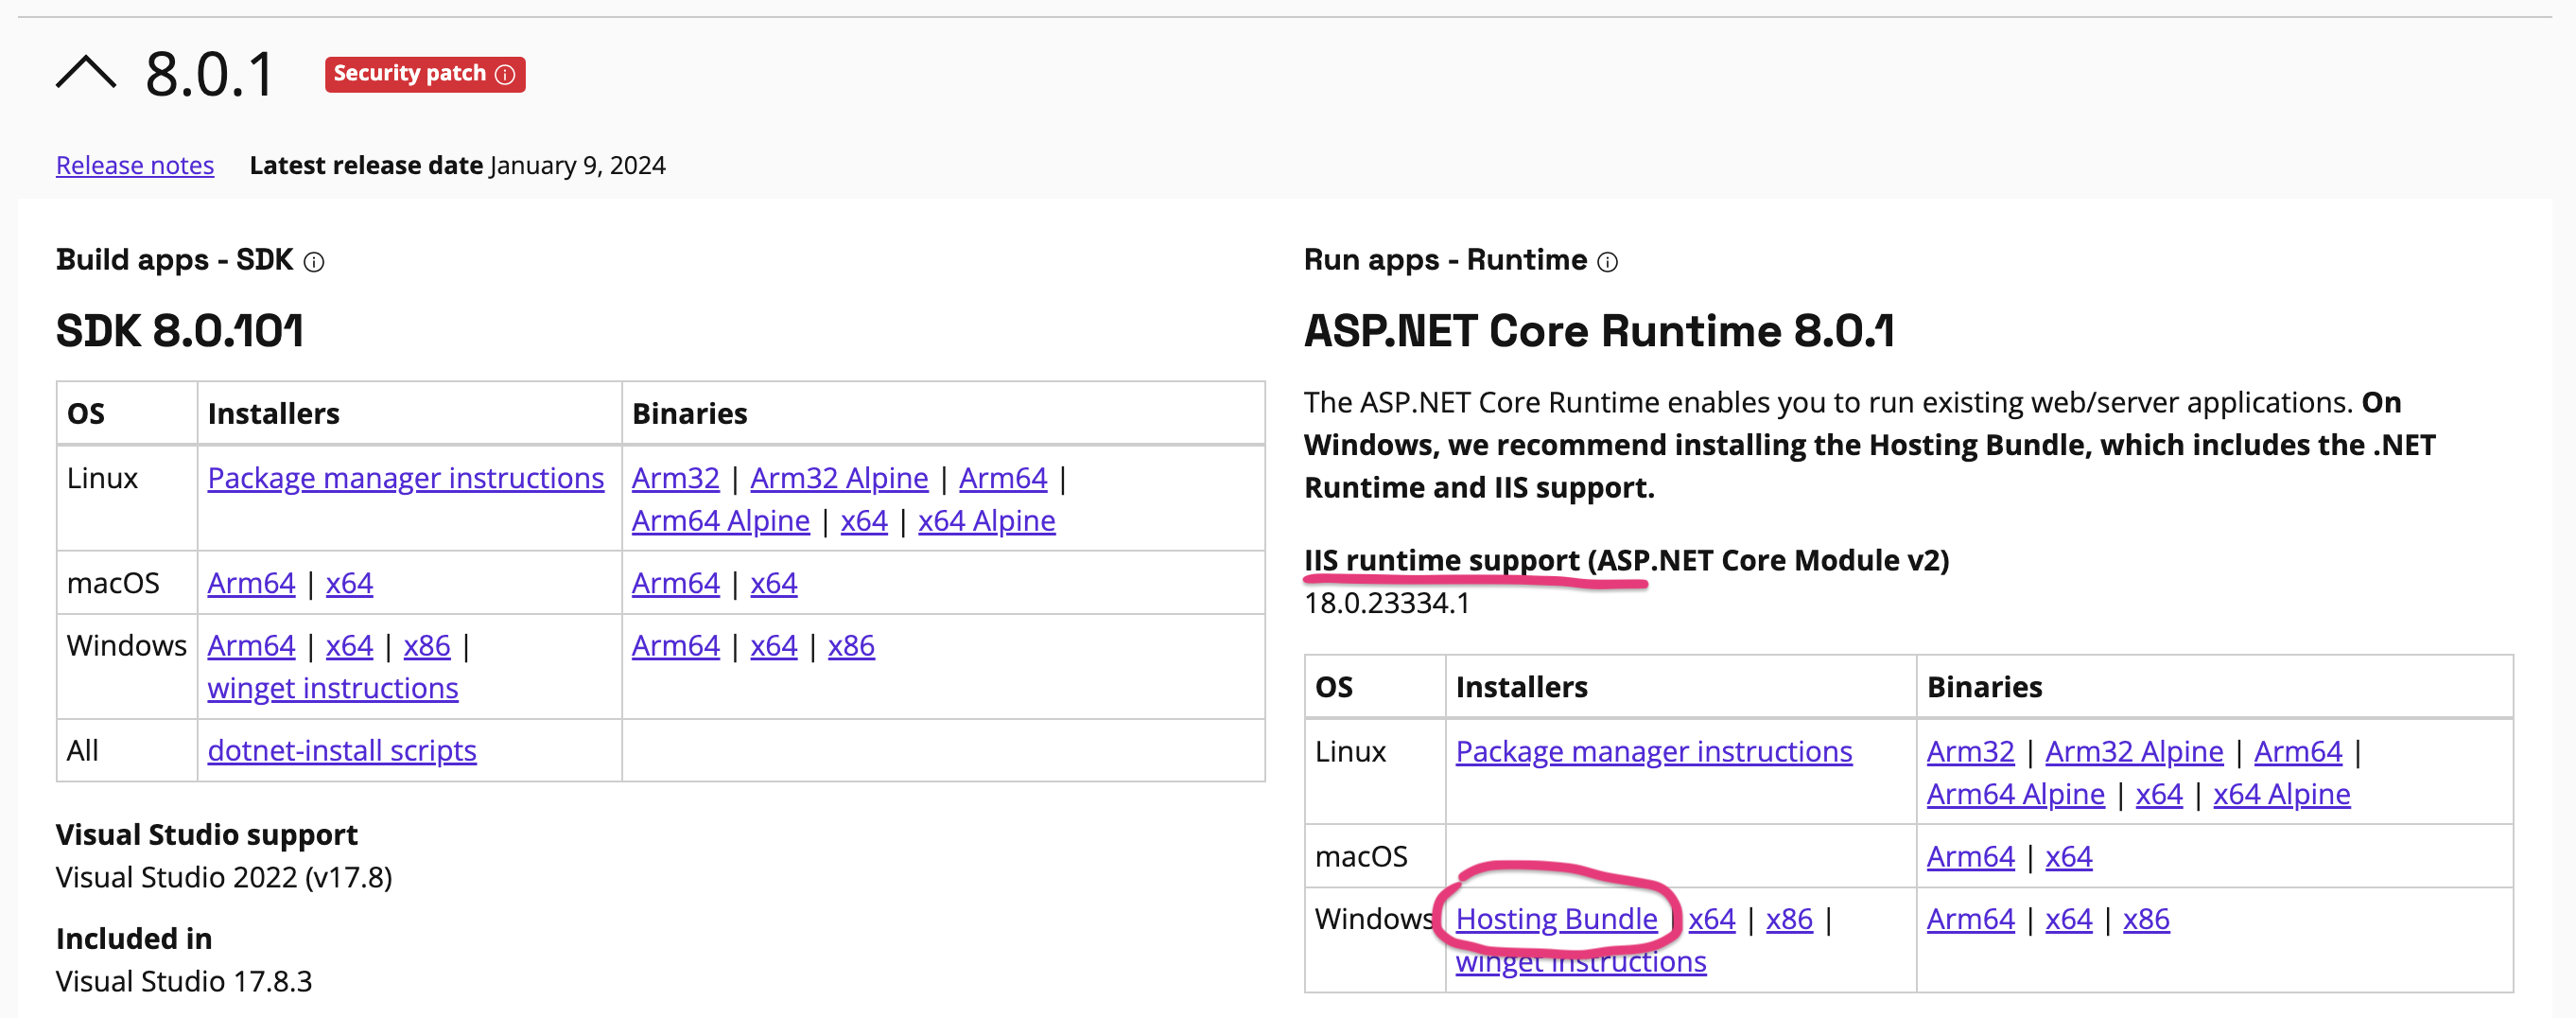 8.0.1 Security patch
Release notes Latest release date January 9, 2024
Build apps - SDK
SDK 8.0.101
OS Installers Binaries
Linux Package manager instructions Arm32 | Arm32 Alpine | Arm64 |
Arm64 Alpine | x64 | x64 Alpine
macOS Arm64 | x64 Arm64 | x64
Windows Arm64 | x64 | x86 | Arm64 | x64 | x86
winget instructions
All dotnet-install scripts
Visual Studio support
Visual Studio 2022 (v17.8)
Included in
Visual Studio 17.8.3
Run apps - Runtime
ASP.NET Core Runtime 8.0.1
The ASP.NET Core Runtime enables you to run existing web/server applications. On
Windows, we recommend installing the Hosting Bundle, which includes the .NET
Runtime and IIS support.
IIS runtime support (ASP.NET Core Module v2)
18.0.23334.1
OS Installers Binaries
Linux Package manager instructions Arm32 | Arm32 Alpine | Arm64 |
Arm64 Alpine | x64 | x64 Alpine
macOS Arm64 | x64
Windows Hosting Bundle | x64 | x86 | Arm64 | x64 | x86
winget instructions